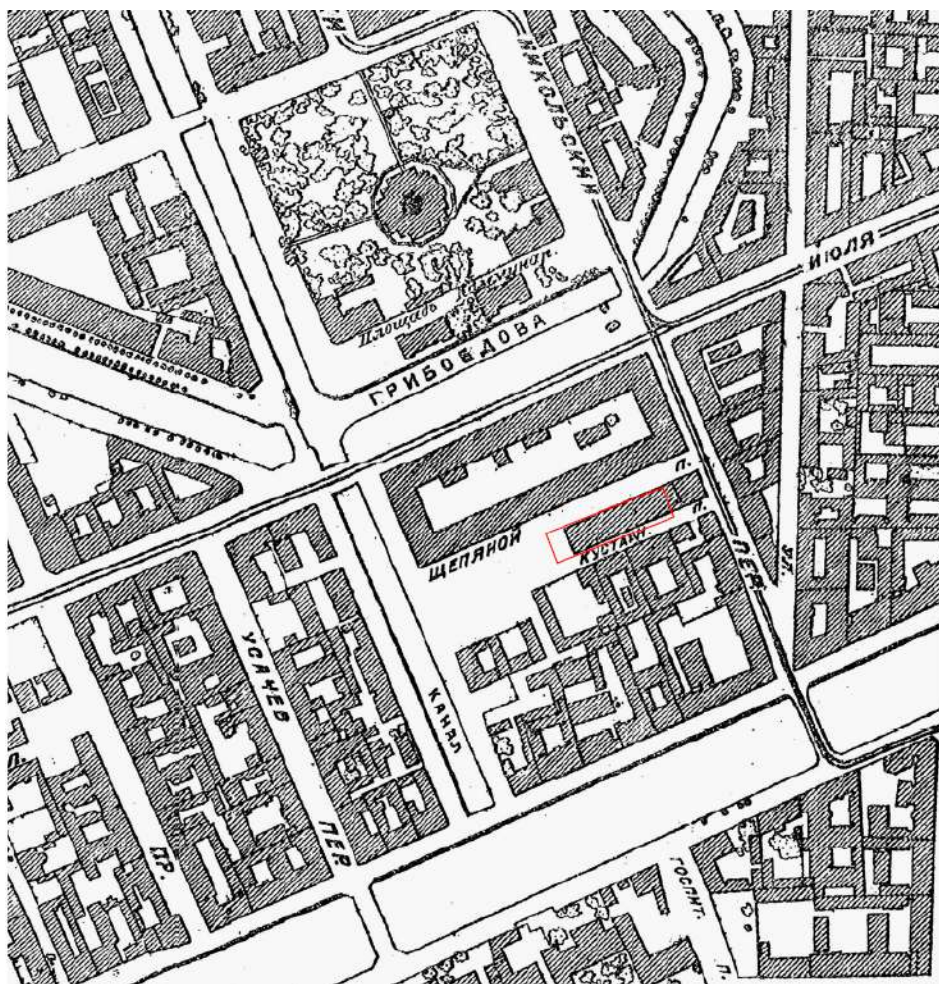 НИКОЛЬСКИЙ
ИЮЛЯ
Площадь
ГРИБОЕДОВА
П.
ЩЕПЯНОЙ
П.
КУСТАРН.
ПЕР.
УЛ.
УСАЧЕВ
КАНАЛ
П.
ПЕР.
ПР.
ГОСПИТ.
П.